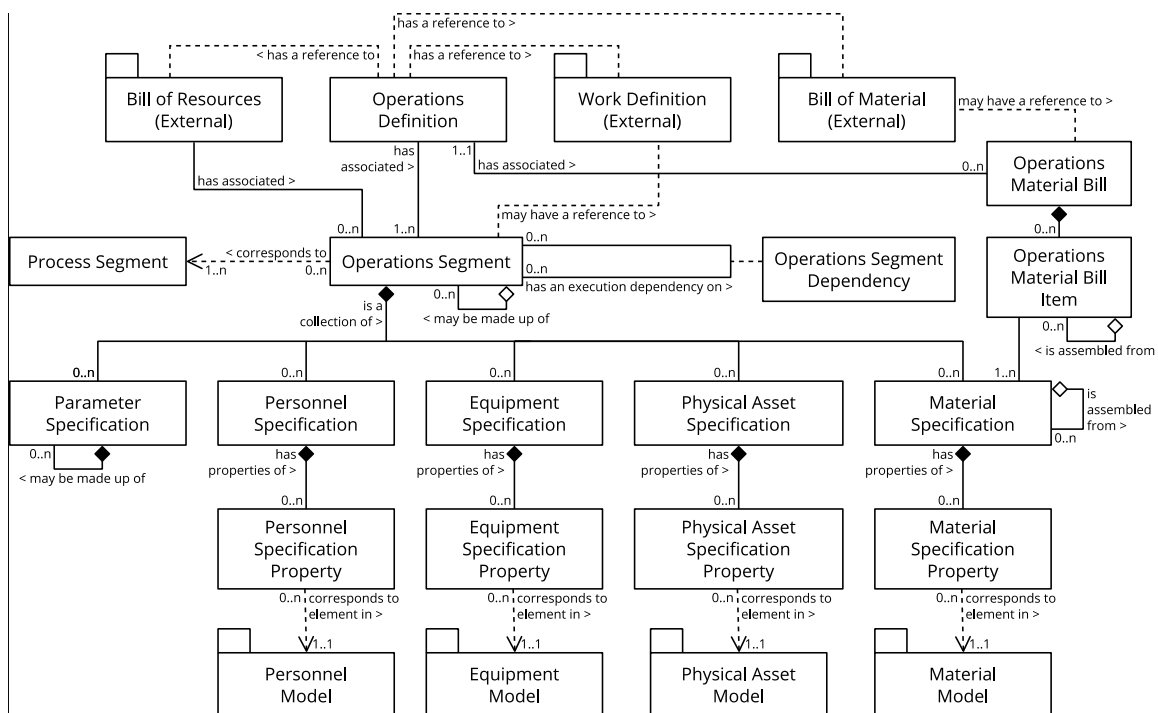 has a reference to >
< has a reference to
has a reference to >
Bill of Resources
(External)
Operations
Definition
Work Definition
(External)
Bill of Material
(External)
may have a reference to >
has
associated >
1..1
has associated >
0..n
Operations
Material Bill
has associated >
may have a reference to >
0..n
1..n
0..n
Process Segment
< corresponds to
1..n
0..n
Operations Segment
0..n
0..n
has an execution dependency on >
Operations Segment
Dependency
Operations
Material Bill
Item
is a
collection of >
0..n
< may be made up of
0..n
< is assembled from
0..n
0..n
0..n
0..n
0..n
1..n
Parameter
Specification
Personnel
Specification
Equipment
Specification
Physical Asset
Specification
Material
Specification
is
assembled
from >
0..n
0..n
< may be made up of
has
properties of >
has
properties of >
has
properties of >
has
properties of >
0..n
0..n
0..n
0..n
Personnel
Specification
Property
Equipment
Specification
Property
Physical Asset
Specification
Property
Material
Specification
Property
0..n
corresponds to
element in >
0..n
corresponds to
element in >
0..n
corresponds to
element in >
0..n
corresponds to
element in >
1..1
1..1
1..1
1..1
Personnel
Model
Equipment
Model
Physical Asset
Model
Material
Model